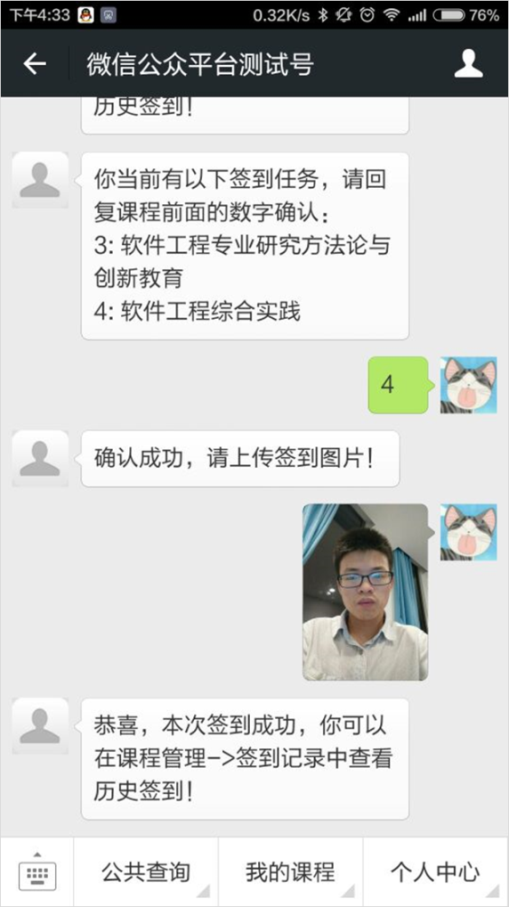 下午4:33
0.32K/s
76%
微信公众平台测试号
历史签到！
你当前有以下签到任务，请回
复课程前面的数字确认：
3: 软件工程专业研究方法论与
创新教育
4: 软件工程综合实践
4
确认成功，请上传签到图片！
恭喜，本次签到成功，你可以
在课程管理->签到记录中查看
历史签到！
公共查询
我的课程
个人中心